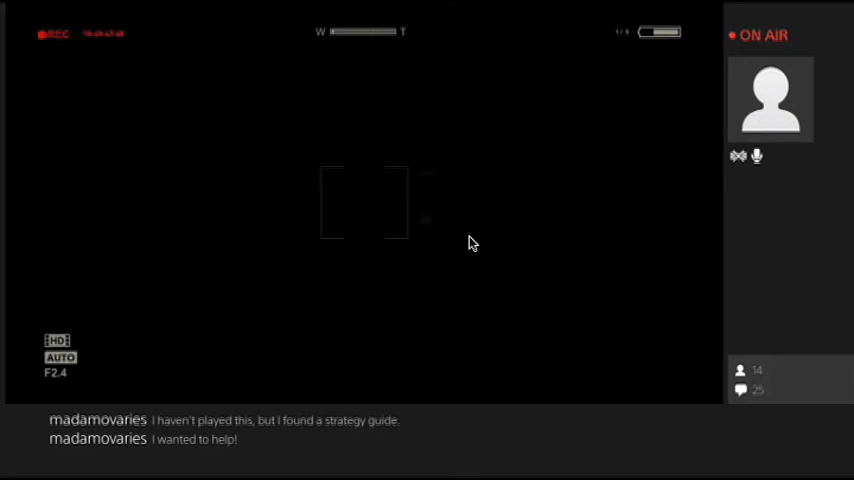 REC
W T
ON AIR
HD
AUTO
F2.4
14
25
madamovaries I haven't played this, but I found a strategy guide.
madamovaries I wanted to help!